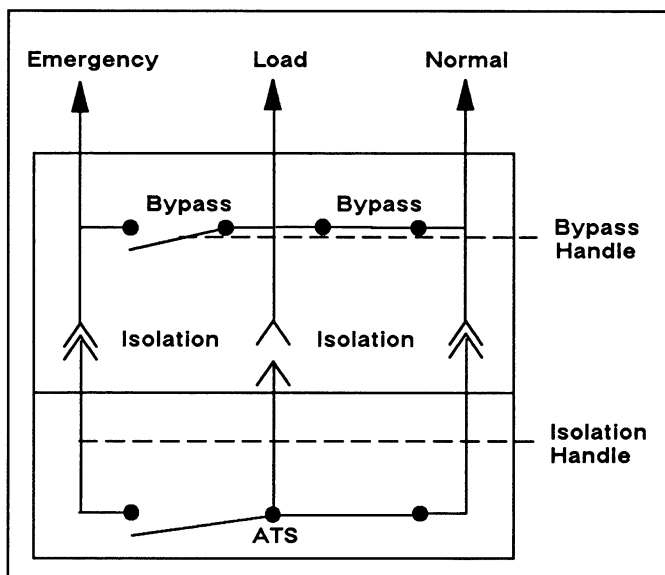 Emergency Load Normal
Bypass Bypass
Bypass
Handle
Isolation Isolation
Isolation
Handle
ATS